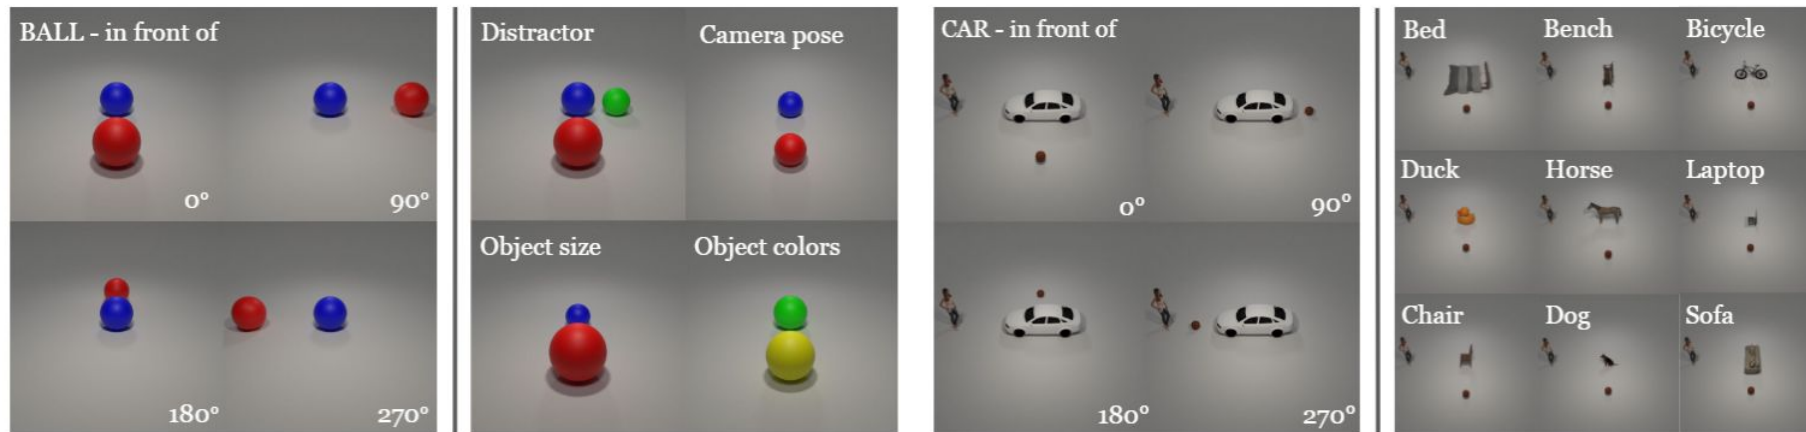 BALL - in front of
0°
90°
180°
270°
Distractor
Camera pose
Object size
Object colors
CAR - in front of
0°
90°
180°
270°
Bed
Bench
Bicycle
Duck
Horse
Laptop
Chair
Dog
Sofa